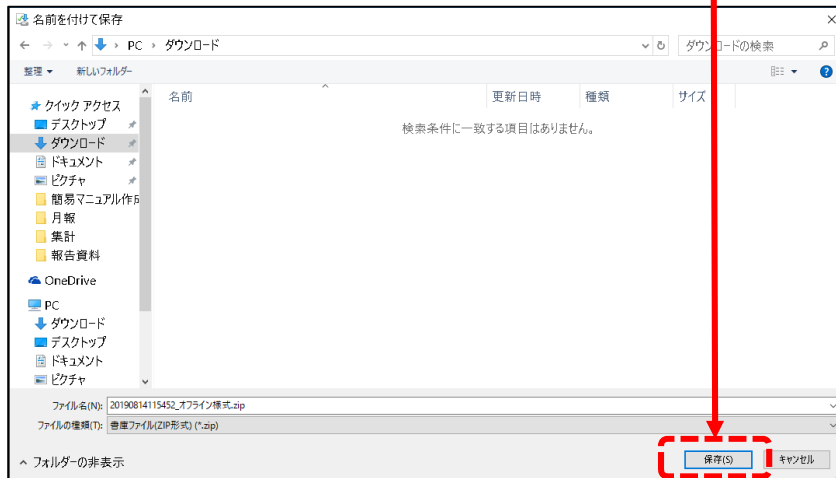 名前を付けて保存
PC › ダウンロード
ダウンロードの検索
整理 新しいフォルダー
名前 更新日時 種類 サイズ
検索条件に一致する項目はありません。
クイック アクセス
デスクトップ
ダウンロード
ドキュメント
ピクチャ
簡易マニュアル作成
月報
集計
報告資料
OneDrive
PC
ダウンロード
デスクトップ
ドキュメント
ピクチャ
ファイル名(N): 20190814115452_オフライン様式.zip
ファイルの種類(T): 書庫ファイル(ZIP形式) (*.zip)
フォルダーの非表示
保存(S) キャンセル